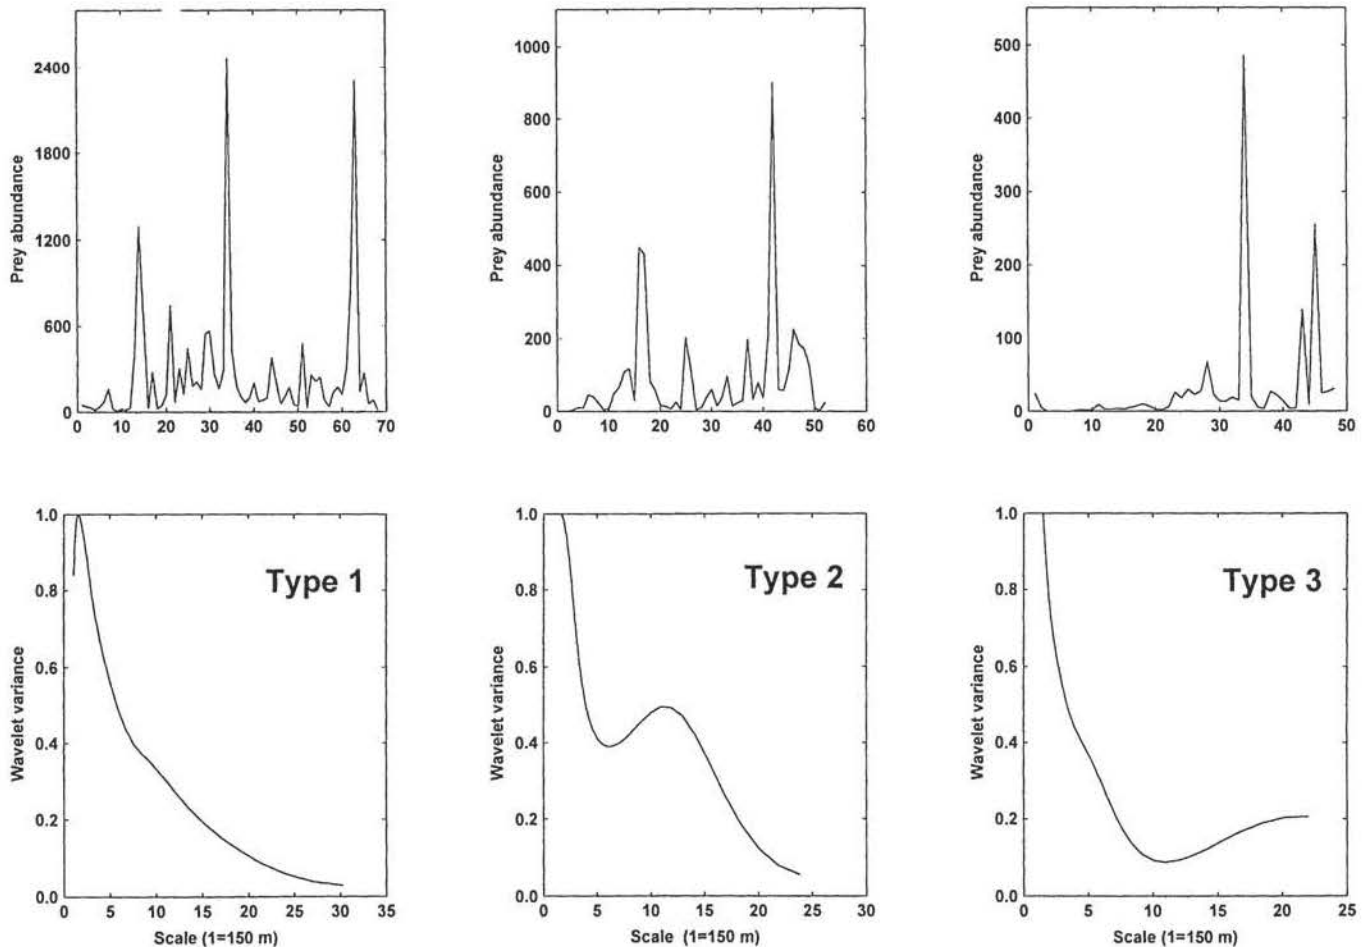 2400
1800
1200
600
0
Prey abundance
0 10 20 30 40 50 60 70
1000
800
600
400
200
0
Prey abundance
0 10 20 30 40 50 60
500
400
300
200
100
0
Prey abundance
0 10 20 30 40 50
1.0
0.8
0.6
0.4
0.2
0.0
Wavelet variance
Type 1
0 5 10 15 20 25 30 35
Scale (1=150 m)
1.0
0.8
0.6
0.4
0.2
0.0
Wavelet variance
Type 2
0 5 10 15 20 25 30
Scale (1=150 m)
1.0
0.8
0.6
0.4
0.2
0.0
Wavelet variance
Type 3
0 5 10 15 20 25
Scale (1=150 m)